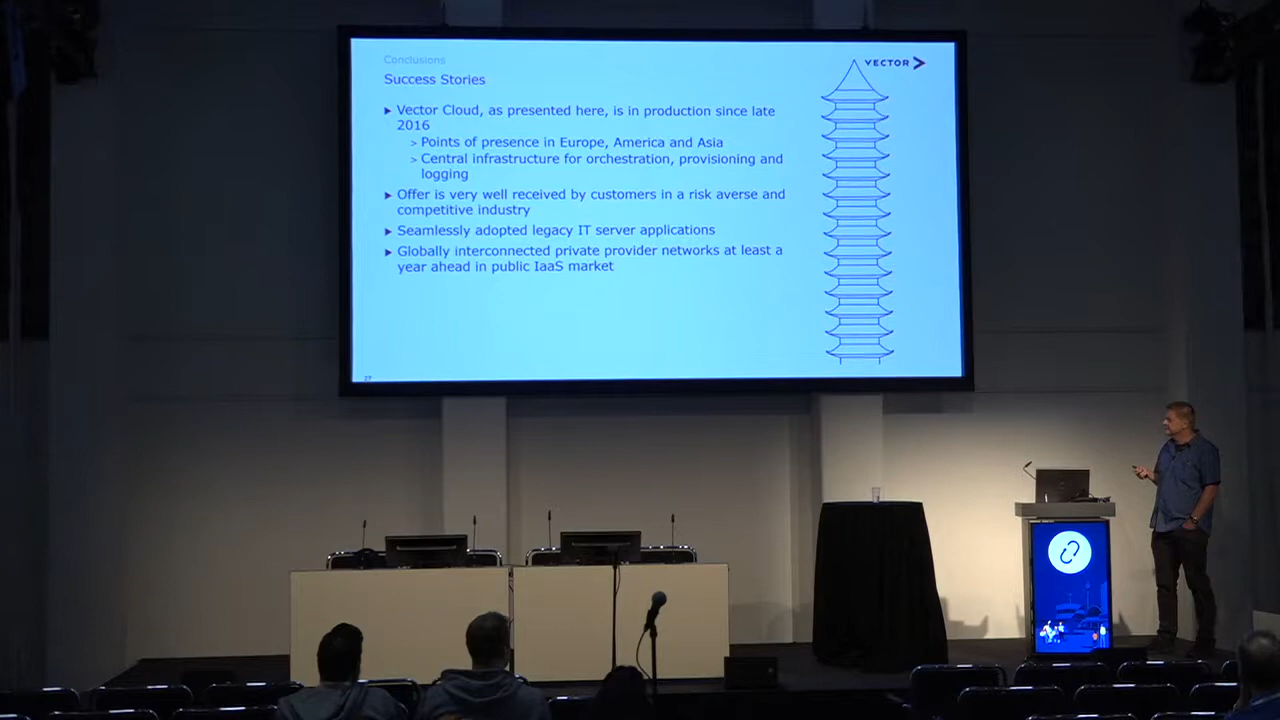 Conclusions
VECTOR
Success Stories
▶ Vector Cloud, as presented here, is in production since late
2016
> Points of presence in Europe, America and Asia
> Central infrastructure for orchestration, provisioning and
logging
▶ Offer is very well received by customers in a risk averse and
competitive industry
▶ Seamlessly adopted legacy IT server applications
▶ Globally interconnected private provider networks at least a
year ahead in public IaaS market
27